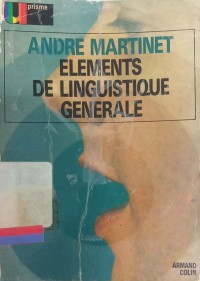 prisme
ANDRE MARTINET
ELEMENTS
DE LINGUISTIQUE
GENERALE
ARMAND
COLIN